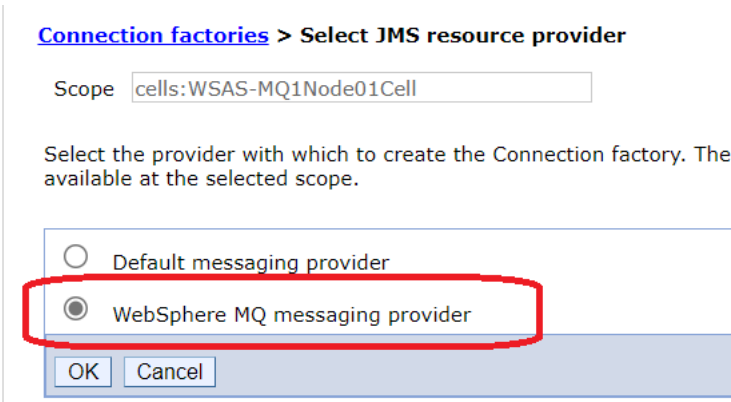 Connection factories > Select JMS resource provider
Scope cells:WSAS-MQ1Node01Cell
Select the provider with which to create the Connection factory. The
available at the selected scope.
Default messaging provider
WebSphere MQ messaging provider
OK Cancel